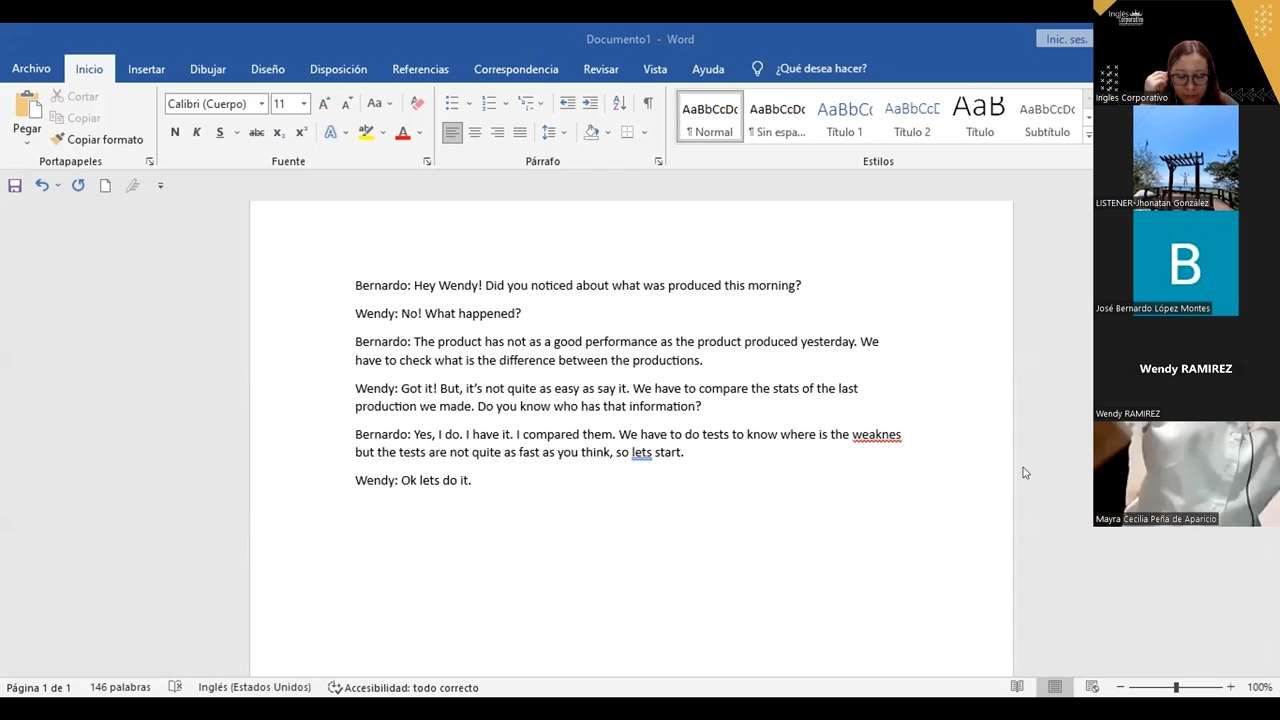 Documento1 - Word
Inic. ses.
Archivo Inicio Insertar Dibujar Diseño Disposición Referencias Correspondencia Revisar Vista Ayuda ¿Qué desea hacer?
Pegar
Cortar
Copiar
Copiar formato
Portapapeles
Calibri (Cuerpo) 11
Aa
N K S abc x₂ x²
Fuente
Párrafo
AaBbCcDc
¶ Normal
AaBbCcDc
¶ Sin espa...
AaBbC
Título 1
AaBbCcC
Título 2
AaB
Título
AaBbCcD
Subtítulo
Estilos
Bernardo: Hey Wendy! Did you noticed about what was produced this morning?
Wendy: No! What happened?
Bernardo: The product has not as a good performance as the product produced yesterday. We
have to check what is the difference between the productions.
Wendy: Got it! But, it’s not quite as easy as say it. We have to compare the stats of the last
production we made. Do you know who has that information?
Bernardo: Yes, I do. I have it. I compared them. We have to do tests to know where is the weaknes
but the tests are not quite as fast as you think, so lets start.
Wendy: Ok lets do it.
Página 1 de 1 146 palabras Inglés (Estados Unidos) Accesibilidad: todo correcto 100%
Inglés
Corporativo
Ingles Corporativo
LISTENER-Jhonatan González
B
José Bernardo López Montes
Wendy RAMIREZ
Wendy RAMIREZ
Mayra Cecilia Peña de Aparicio